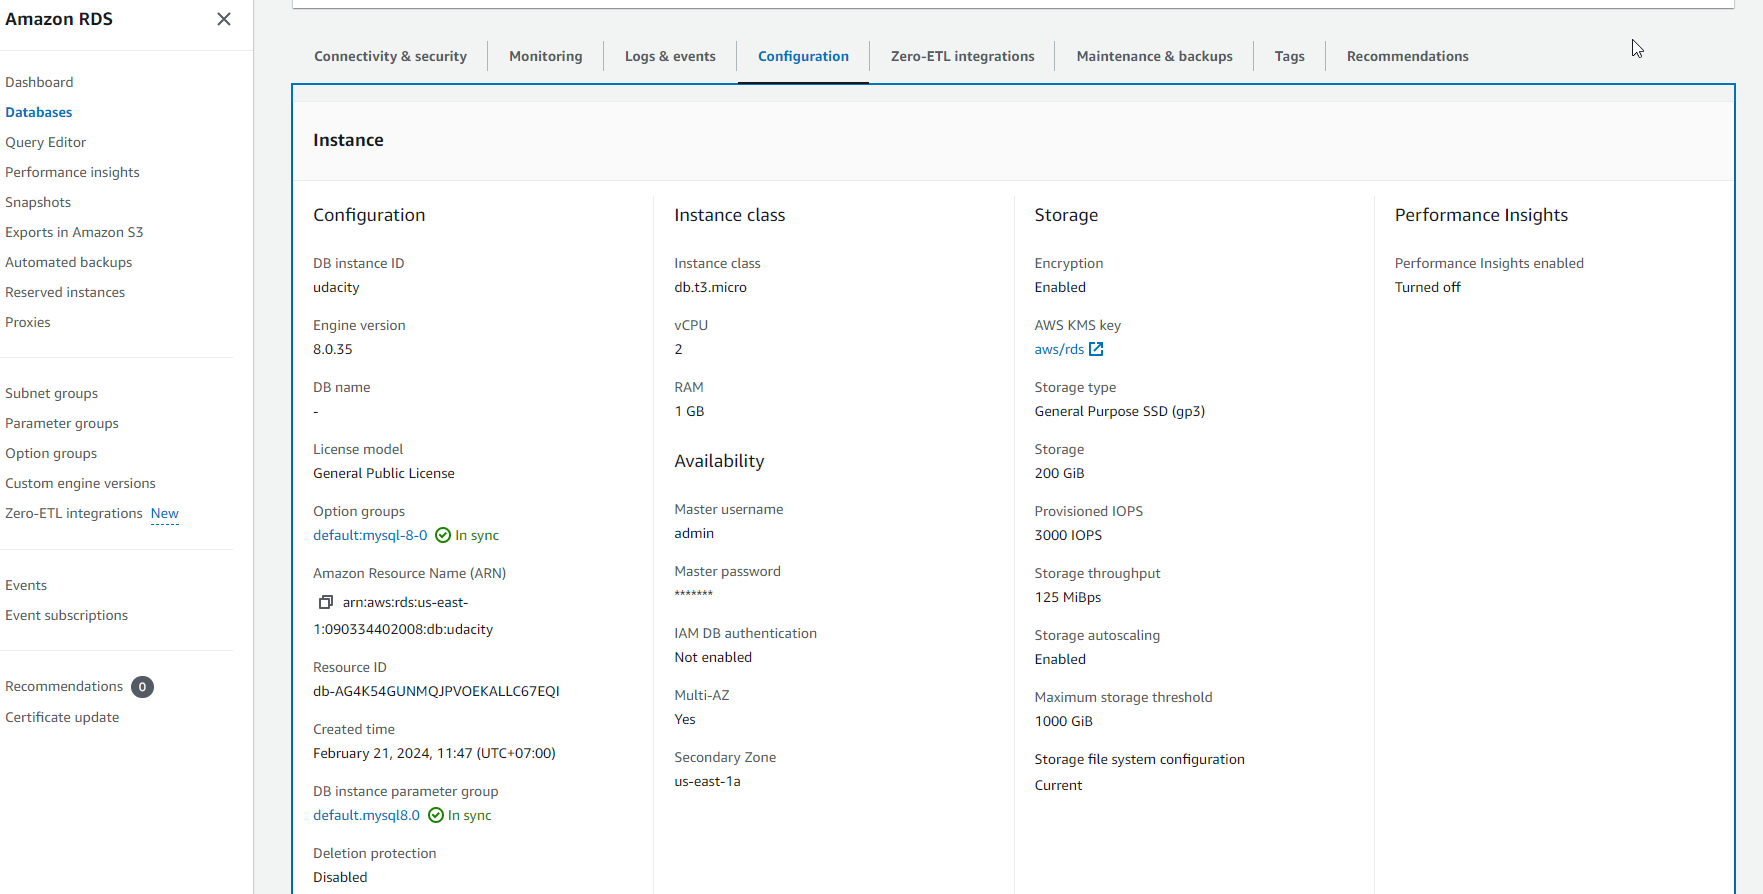 Amazon RDS
Dashboard
Databases
Query Editor
Performance insights
Snapshots
Exports in Amazon S3
Automated backups
Reserved instances
Proxies
Subnet groups
Parameter groups
Option groups
Custom engine versions
Zero-ETL integrations New
Events
Event subscriptions
Recommendations 0
Certificate update
Connectivity & security
Monitoring
Logs & events
Configuration
Zero-ETL integrations
Maintenance & backups
Tags
Recommendations
Instance
Configuration
DB instance ID
udacity
Engine version
8.0.35
DB name
-
License model
General Public License
Option groups
default:mysql-8-0 In sync
Amazon Resource Name (ARN)
arn:aws:rds:us-east-
1:090334402008:db:udacity
Resource ID
db-AG4K54GUNMQJPVOEKALLC67EQI
Created time
February 21, 2024, 11:47 (UTC+07:00)
DB instance parameter group
default.mysql8.0 In sync
Deletion protection
Disabled
Instance class
Instance class
db.t3.micro
vCPU
2
RAM
1 GB
Availability
Master username
admin
Master password
*******
IAM DB authentication
Not enabled
Multi-AZ
Yes
Secondary Zone
us-east-1a
Storage
Encryption
Enabled
AWS KMS key
aws/rds
Storage type
General Purpose SSD (gp3)
Storage
200 GiB
Provisioned IOPS
3000 IOPS
Storage throughput
125 MiBps
Storage autoscaling
Enabled
Maximum storage threshold
1000 GiB
Storage file system configuration
Current
Performance Insights
Performance Insights enabled
Turned off